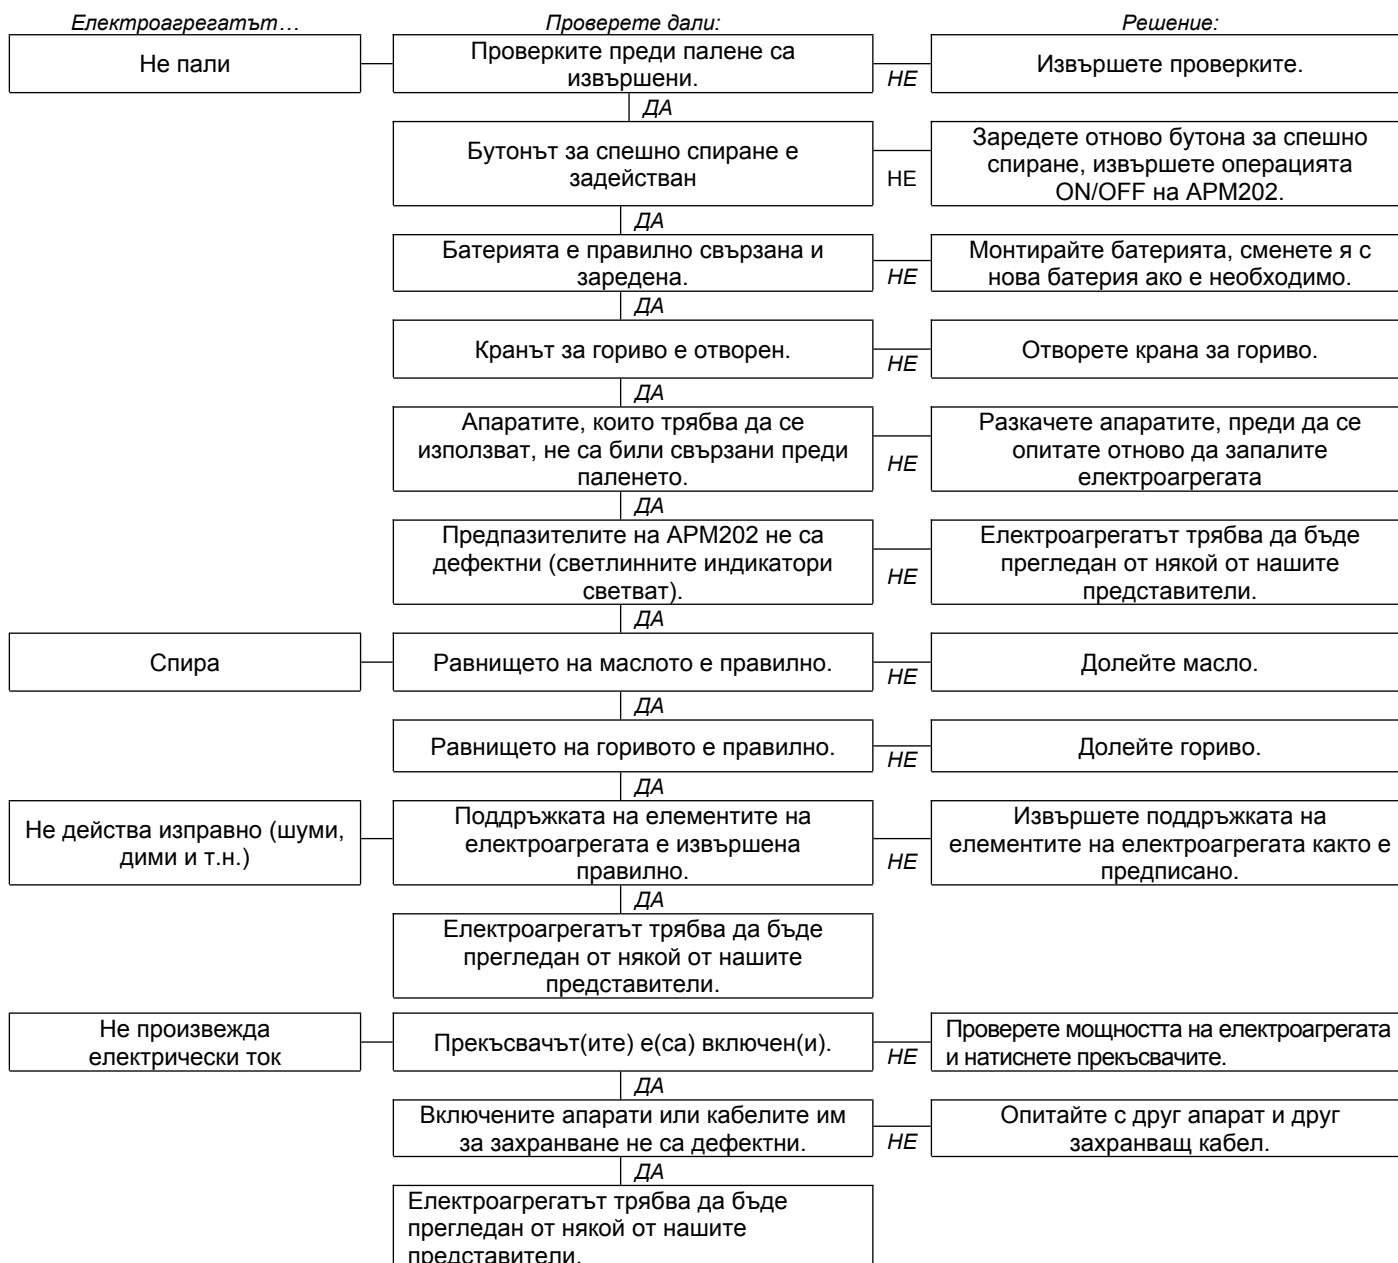 Електроагрегатът…
Проверете дали:
Решение:
Не пали
Проверките преди палене са
извършени.
НЕ
Извършете проверките.
ДА
Бутонът за спешно спиране е
задействан
НЕ
Заредете отново бутона за спешно
спиране, извършете операцията
ON/OFF на APM202.
ДА
Батерията е правилно свързана и
заредена.
НЕ
Монтирайте батерията, сменете я с
нова батерия ако е необходимо.
ДА
Кранът за гориво е отворен.
НЕ
Отворете крана за гориво.
ДА
Апаратите, които трябва да се
използват, не са били свързани преди
паленето.
НЕ
Разкачете апаратите, преди да се
опитате отново да запалите
електроагрегата
ДА
Предпазителите на APM202 не са
дефектни (светлинните индикатори
светват).
НЕ
Електроагрегатът трябва да бъде
прегледан от някой от нашите
представители.
ДА
Спира
Равнището на маслото е правилно.
НЕ
Долейте масло.
ДА
Равнището на горивото е правилно.
НЕ
Долейте гориво.
ДА
Не действа изправно (шуми,
дими и т.н.)
Поддръжката на елементите на
електроагрегата е извършена
правилно.
НЕ
Извършете поддръжката на
елементите на електроагрегата както е
предписано.
ДА
Електроагрегатът трябва да бъде
прегледан от някой от нашите
представители.
Не произвежда
електрически ток
Прекъсвачът(ите) е(са) включен(и).
НЕ
Проверете мощността на електроагрегата
и натиснете прекъсвачите.
ДА
Включените апарати или кабелите им
за захранване не са дефектни.
НЕ
Опитайте с друг апарат и друг
захранващ кабел.
ДА
Електроагрегатът трябва да бъде
прегледан от някой от нашите
представители.